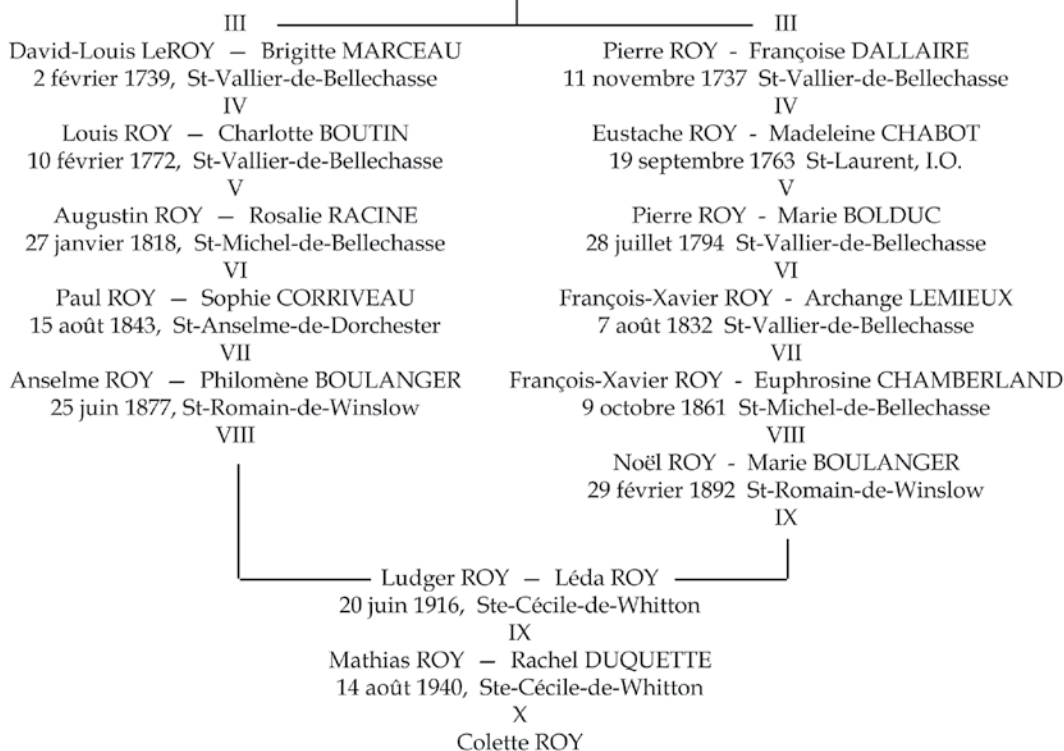 III
David-Louis LeROY – Brigitte MARCEAU
2 février 1739, St-Vallier-de-Bellechasse
IV
Louis ROY – Charlotte BOUTIN
10 février 1772, St-Vallier-de-Bellechasse
V
Augustin ROY – Rosalie RACINE
27 janvier 1818, St-Michel-de-Bellechasse
VI
Paul ROY – Sophie CORRIVEAU
15 août 1843, St-Anselme-de-Dorchester
VII
Anselme ROY – Philomène BOULANGER
25 juin 1877, St-Romain-de-Winslow
VIII
III
Pierre ROY - Françoise DALLAIRE
11 novembre 1737 St-Vallier-de-Bellechasse
IV
Eustache ROY - Madeleine CHABOT
19 septembre 1763 St-Laurent, I.O.
V
Pierre ROY - Marie BOLDUC
28 juillet 1794 St-Vallier-de-Bellechasse
VI
François-Xavier ROY - Archange LEMIEUX
7 août 1832 St-Vallier-de-Bellechasse
VII
François-Xavier ROY - Euphrosine CHAMBERLAND
9 octobre 1861 St-Michel-de-Bellechasse
VIII
Noël ROY - Marie BOULANGER
29 février 1892 St-Romain-de-Winslow
IX
Ludger ROY – Léda ROY
20 juin 1916, Ste-Cécile-de-Whitton
IX
Mathias ROY – Rachel DUQUETTE
14 août 1940, Ste-Cécile-de-Whitton
X
Colette ROY